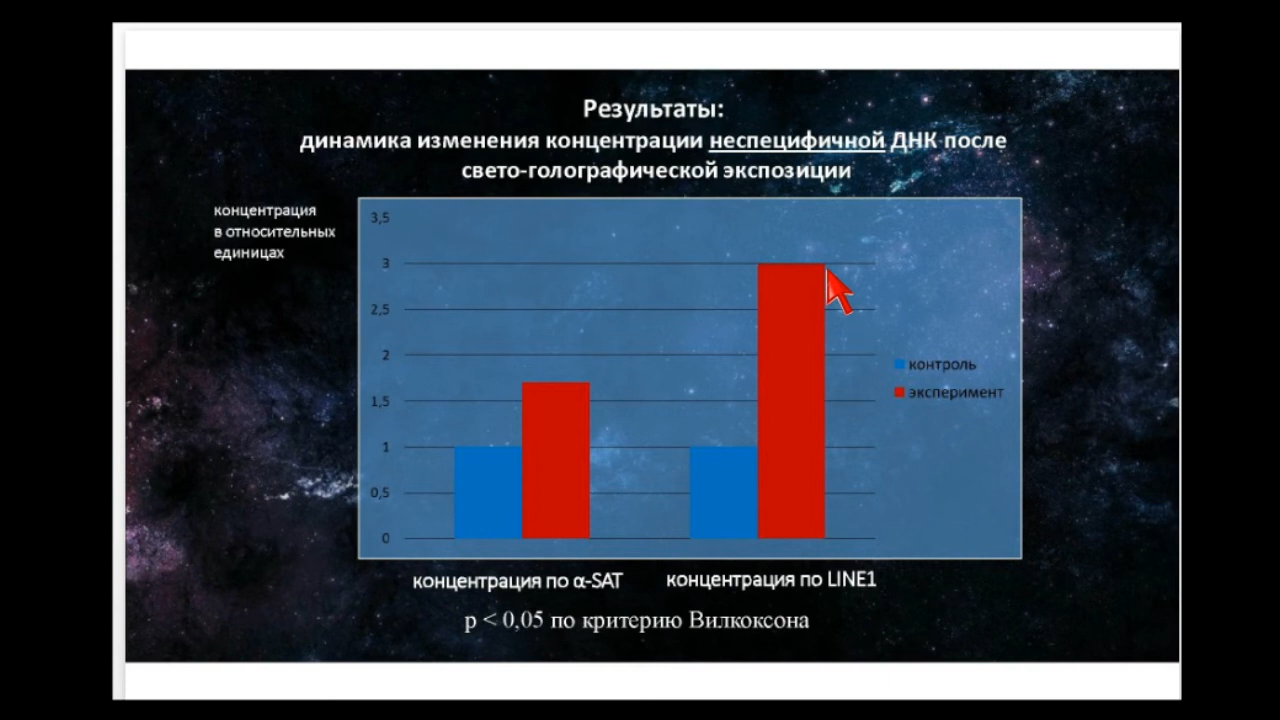 Результаты:
динамика изменения концентрации неспецифичной ДНК после
свето-голографической экспозиции
концентрация
в относительных
единицах
3,5
3
2,5
2
1,5
1
0,5
0
контроль
эксперимент
концентрация по α-SAT
концентрация по LINE1
p < 0,05 по критерию Вилкоксона